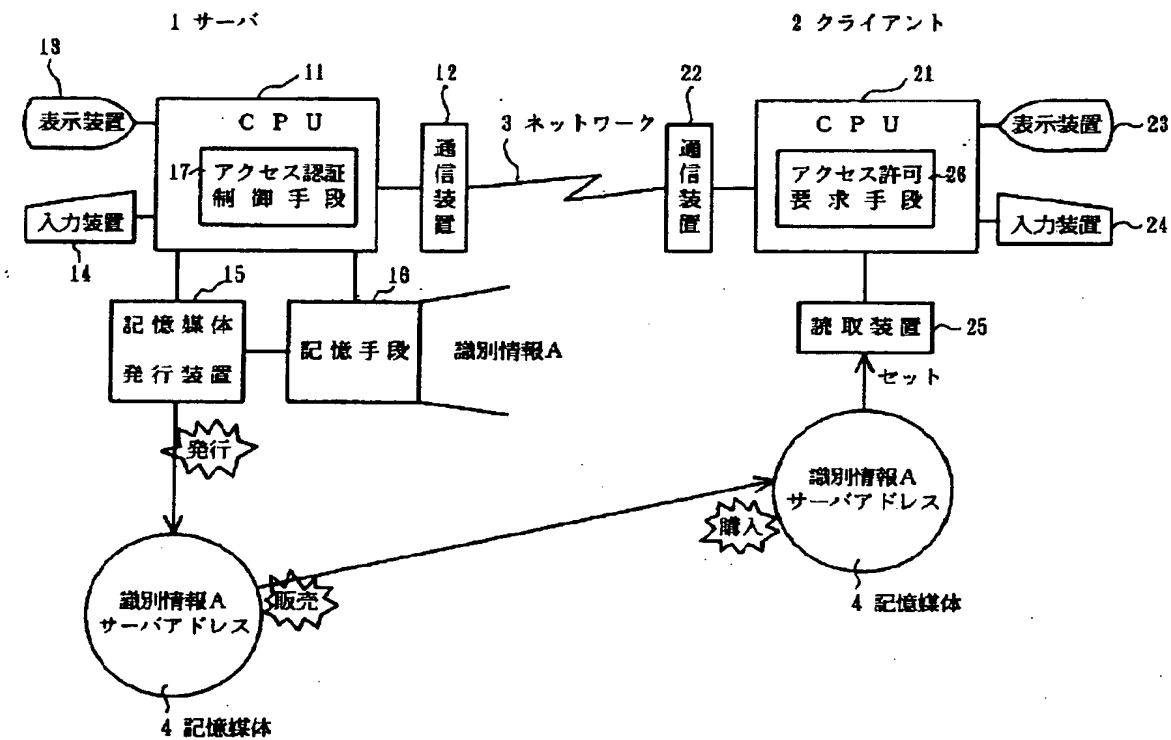 1 サーバ
2 クライアント
13
11
12
22
21
表示装置
CPU
3 ネットワーク
CPU
表示装置
23
17
アクセス認証
制御手段
通信装置
通信装置
アクセス許可
要求手段
26
入力装置
入力装置
14
24
15
16
記憶媒体
発行装置
記憶手段
識別情報A
読取装置
25
セット
発行
識別情報A
サーバアドレス
購入
識別情報A
サーバアドレス
販売
4 記憶媒体
4 記憶媒体